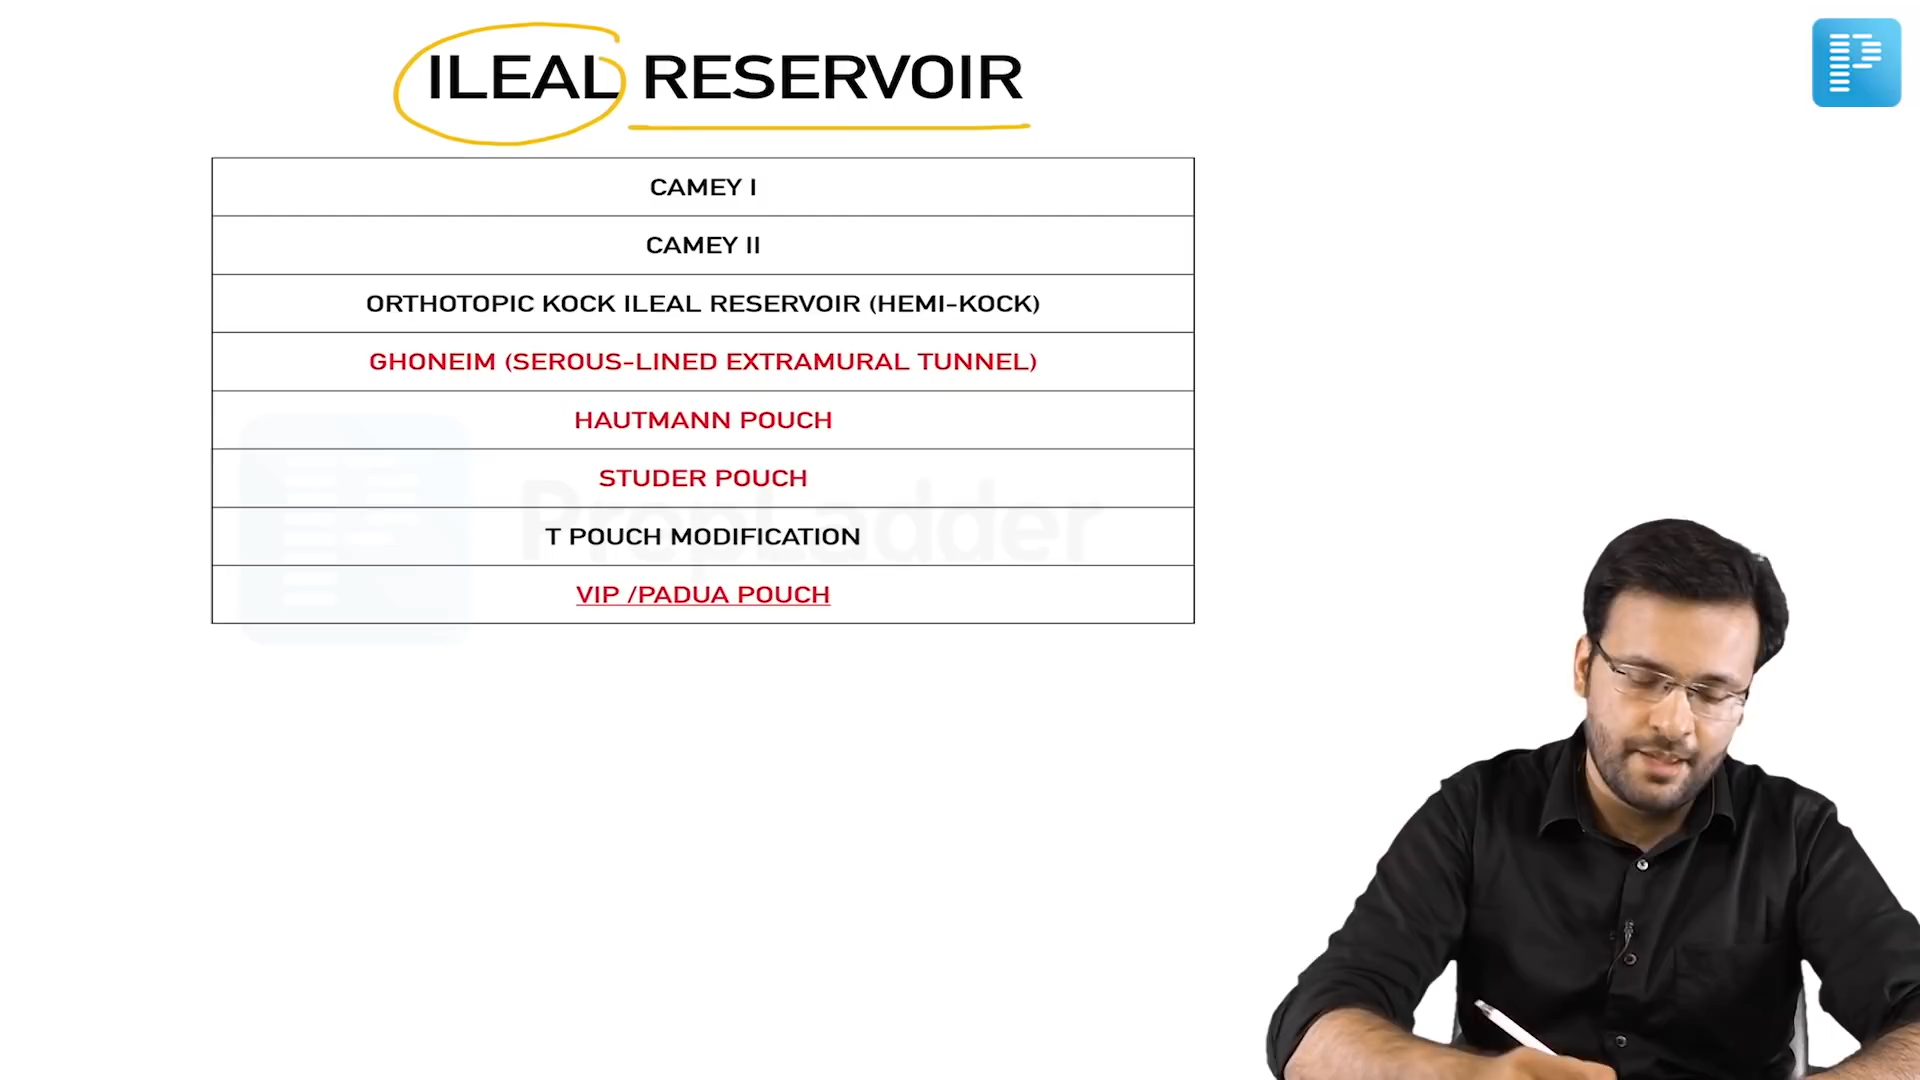 ILEAL RESERVOIR
CAMEY I
CAMEY II
ORTHOTOPIC KOCK ILEAL RESERVOIR (HEMI-KOCK)
GHONEIM (SEROUS-LINED EXTRAMURAL TUNNEL)
HAUTMANN POUCH
STUDER POUCH
T POUCH MODIFICATION
VIP /PADUA POUCH
PrepLadder